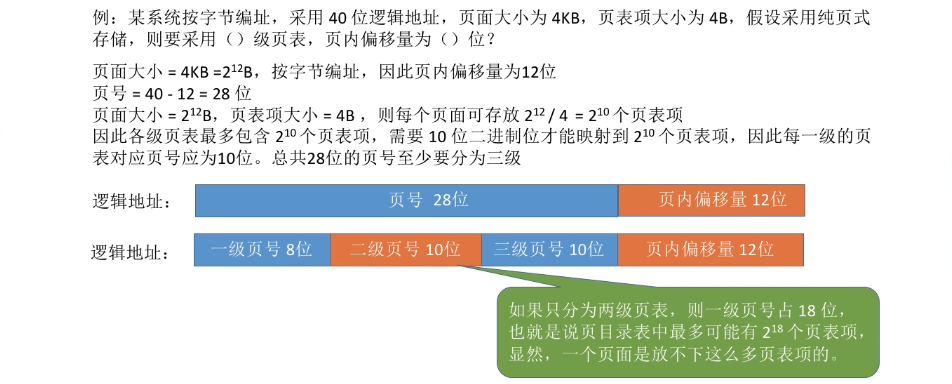 例：某系统按字节编址，采用 40 位逻辑地址，页面大小为 4KB，页表项大小为 4B，假设采用纯页式
存储，则要采用（）级页表，页内偏移量为（）位？
页面大小 = 4KB =2¹²B，按字节编址，因此页内偏移量为12位
页号 = 40 - 12 = 28 位
页面大小 = 2¹²B，页表项大小 = 4B ，则每个页面可存放 2¹² / 4 = 2¹⁰ 个页表项
因此各级页表最多包含 2¹⁰ 个页表项，需要 10 位二进制位才能映射到 2¹⁰ 个页表项，因此每一级的页
表对应页号应为10位。总共28位的页号至少要分为三级
逻辑地址： 页号 28位 页内偏移量 12位
逻辑地址： 一级页号 8位 二级页号 10位 三级页号 10位 页内偏移量 12位
如果只分为两级页表，则一级页号占 18 位，
也就是说页目录表中最多可能有 2¹⁸ 个页表项，
显然，一个页面是放不下这么多页表项的。